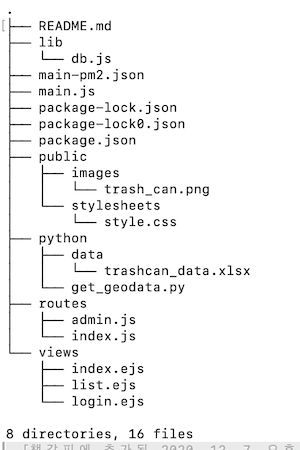 .
├── README.md
├── lib
│   └── db.js
├── main-pm2.json
├── main.js
├── package-lock.json
├── package-lock0.json
├── package.json
├── public
│   ├── images
│   │   └── trash_can.png
│   └── stylesheets
│       └── style.css
├── python
│   ├── data
│   │   └── trashcan_data.xlsx
│   └── get_geodata.py
├── routes
│   ├── admin.js
│   └── index.js
└── views
    ├── index.ejs
    ├── list.ejs
    └── login.ejs
8 directories, 16 files